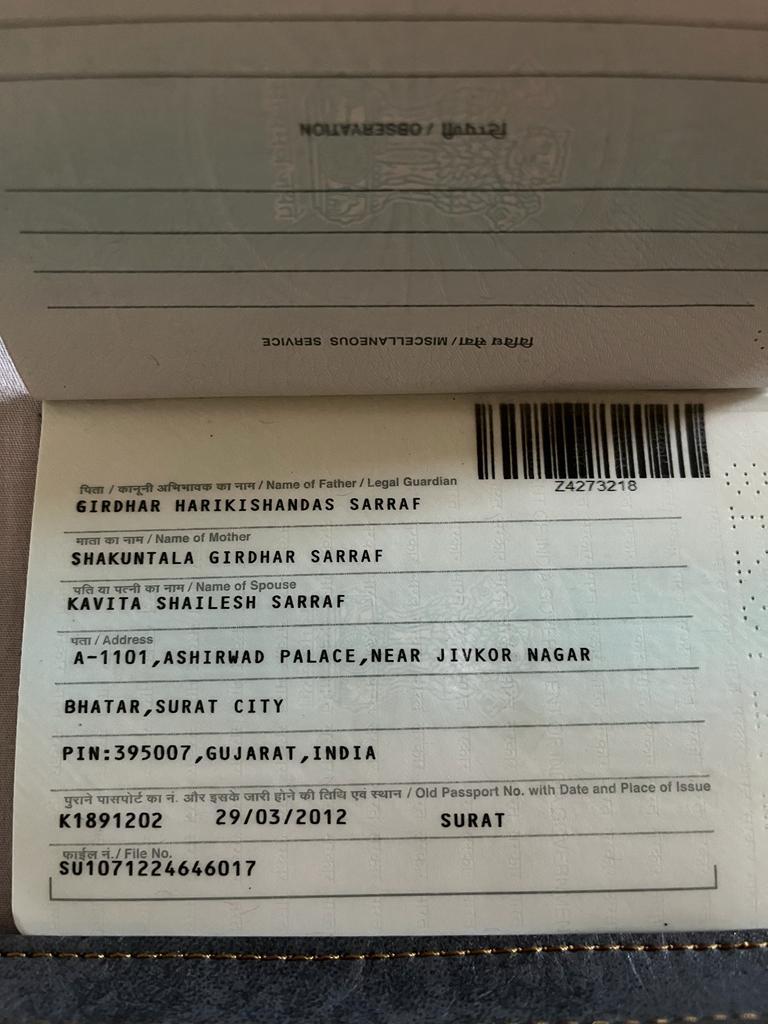 टिप्पणी / OBSERVATION
विविध सेवा / MISCELLANEOUS SERVICE
Z4273218
पिता / कानूनी अभिभावक का नाम / Name of Father / Legal Guardian
GIRDHAR HARIKISHANDAS SARRAF
माता का नाम / Name of Mother
SHAKUNTALA GIRDHAR SARRAF
पति या पत्नी का नाम / Name of Spouse
KAVITA SHAILESH SARRAF
पता / Address
A-1101,ASHIRWAD PALACE,NEAR JIVKOR NAGAR
BHATAR,SURAT CITY
PIN:395007,GUJARAT,INDIA
पुराने पासपोर्ट का नं. और इसके जारी होने की तिथि एवं स्थान / Old Passport No. with Date and Place of Issue
K1891202 29/03/2012 SURAT
फाईल नं./ File No.
SU1071224646017